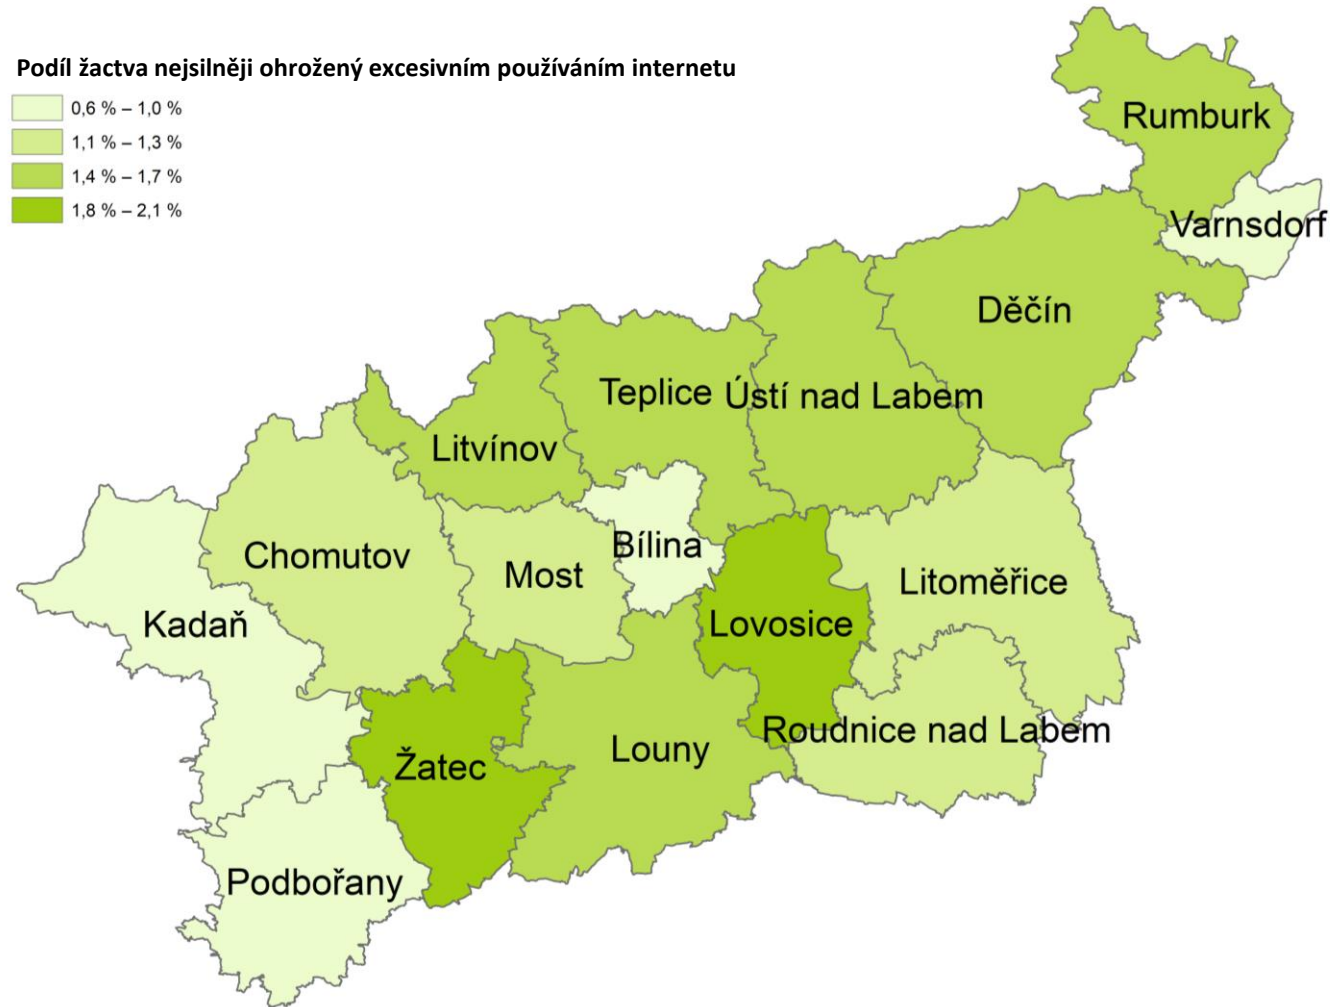 Podíl žactva nejsilněji ohrožený excesivním používáním internetu
0,6 % – 1,0 %
1,1 % – 1,3 %
1,4 % – 1,7 %
1,8 % – 2,1 %
Rumburk
Varnsdorf
Děčín
Teplice
Ústí nad Labem
Litvínov
Bílina
Chomutov
Most
Litoměřice
Kadaň
Lovosice
Roudnice nad Labem
Louny
Žatec
Podbořany